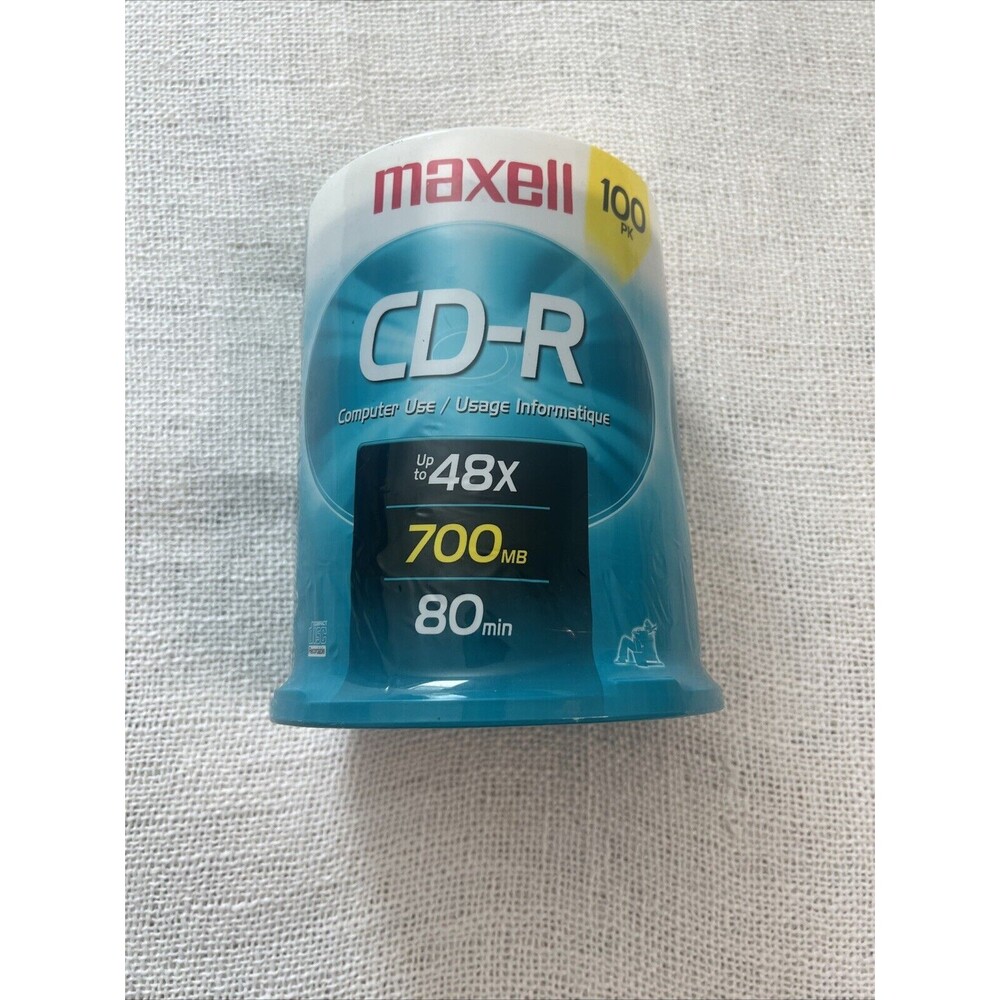 maxell
100
PK
CD-R
Computer Use / Usage Informatique
Up to 48X
700MB
80min